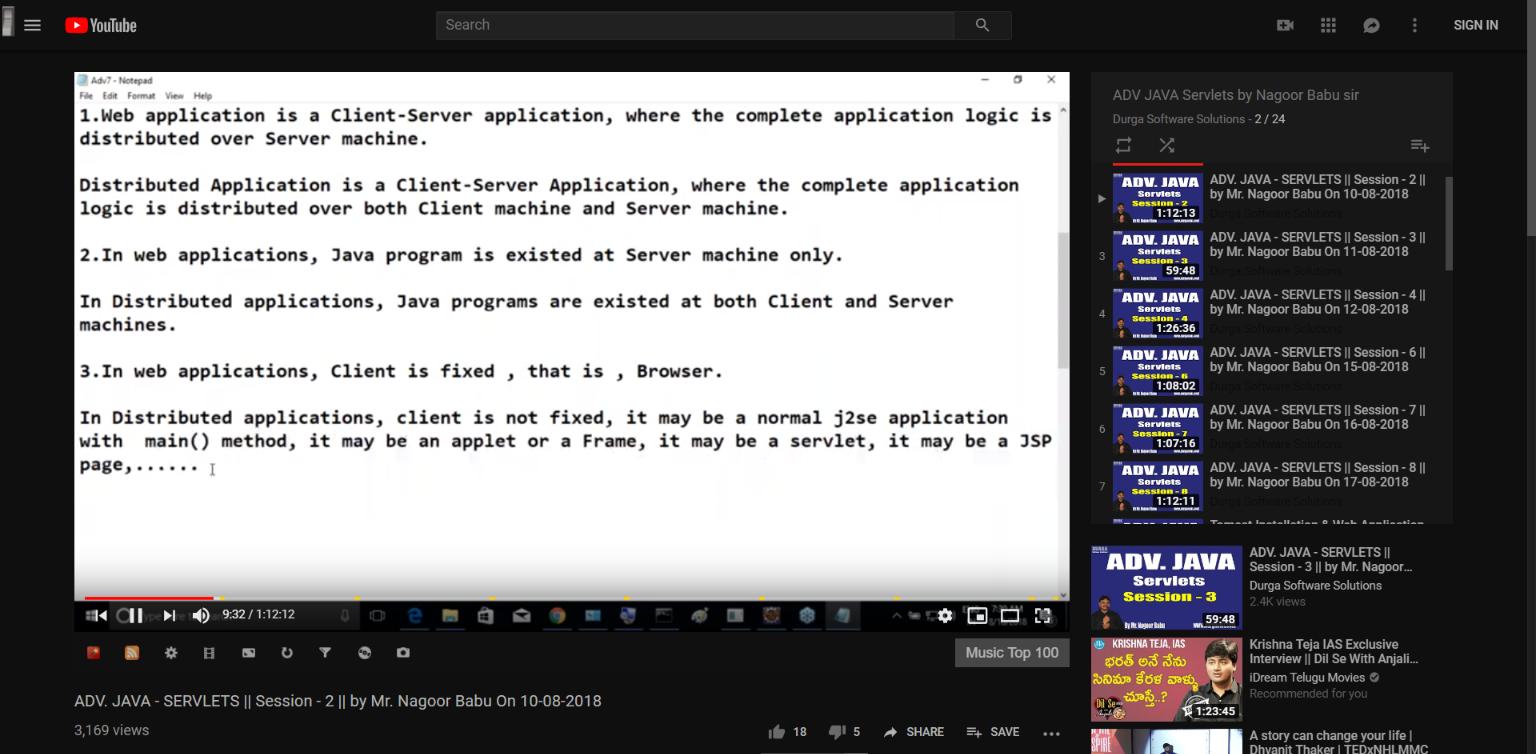 YouTube
Search
SIGN IN
Adv7 - Notepad
File Edit Format View Help
1.Web application is a Client-Server application, where the complete application logic is
distributed over Server machine.
Distributed Application is a Client-Server Application, where the complete application
logic is distributed over both Client machine and Server machine.
2.In web applications, Java program is existed at Server machine only.
In Distributed applications, Java programs are existed at both Client and Server
machines.
3.In web applications, Client is fixed , that is , Browser.
In Distributed applications, client is not fixed, it may be a normal j2se application
with main() method, it may be an applet or a Frame, it may be a servlet, it may be a JSP
page,......
9:32 / 1:12:12
Music Top 100
ADV. JAVA - SERVLETS || Session - 2 || by Mr. Nagoor Babu On 10-08-2018
3,169 views
18
5
SHARE
SAVE
ADV JAVA Servlets by Nagoor Babu sir
Durga Software Solutions - 2 / 24
ADV. JAVA
Servlets
Session - 2
1:12:13
ADV. JAVA - SERVLETS || Session - 2 ||
by Mr. Nagoor Babu On 10-08-2018
Durga Software Solutions
3
ADV. JAVA
Servlets
Session - 3
59:48
ADV. JAVA - SERVLETS || Session - 3 ||
by Mr. Nagoor Babu On 11-08-2018
Durga Software Solutions
4
ADV. JAVA
Servlets
Session - 4
1:26:36
ADV. JAVA - SERVLETS || Session - 4 ||
by Mr. Nagoor Babu On 12-08-2018
Durga Software Solutions
5
ADV. JAVA
Servlets
Session - 6
1:08:02
ADV. JAVA - SERVLETS || Session - 6 ||
by Mr. Nagoor Babu On 15-08-2018
Durga Software Solutions
6
ADV. JAVA
Servlets
Session - 7
1:07:16
ADV. JAVA - SERVLETS || Session - 7 ||
by Mr. Nagoor Babu On 16-08-2018
Durga Software Solutions
7
ADV. JAVA
Servlets
Session - 8
1:12:11
ADV. JAVA - SERVLETS || Session - 8 ||
by Mr. Nagoor Babu On 17-08-2018
Durga Software Solutions
Tomcat Installation & Web Application
ADV. JAVA
Servlets
Session - 3
By Mr. Nagoor Babu
59:48
ADV. JAVA - SERVLETS ||
Session - 3 || by Mr. Nagoor...
Durga Software Solutions
2.4K views
KRISHNA TEJA, IAS
భరత్ అనే నేను
సినిమా కేరళ వాళ్ళు
చూస్తే..?
Dil Se
1:23:45
Krishna Teja IAS Exclusive
Interview || Dil Se With Anjali...
iDream Telugu Movies
Recommended for you
A story can change your life |
Dhyanit Thaker | TEDxNHLMMC